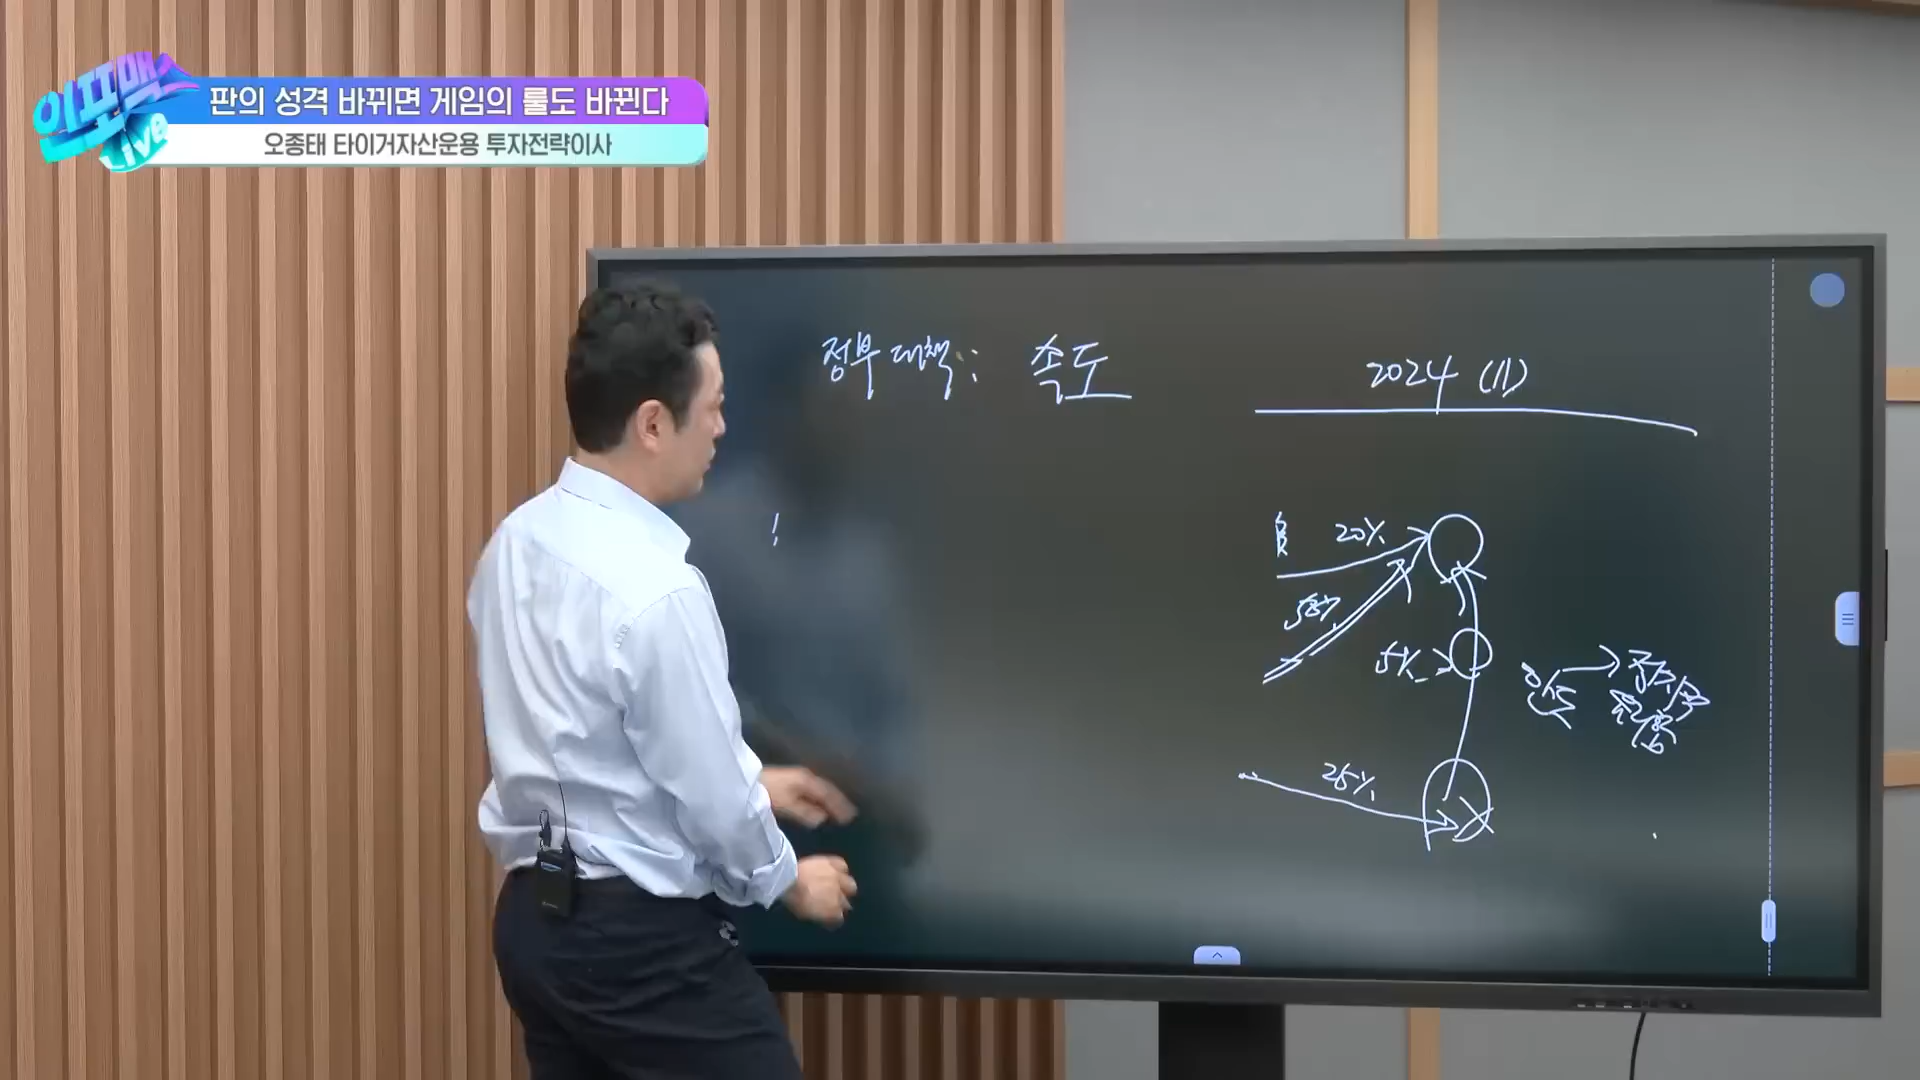 인포맥스 Live
판의 성격 바뀌면 게임의 룰도 바뀐다
오종태 타이거자산운용 투자전략이사
정부 대책 : 속도
2024 (11)
20%
50%
5%
25%